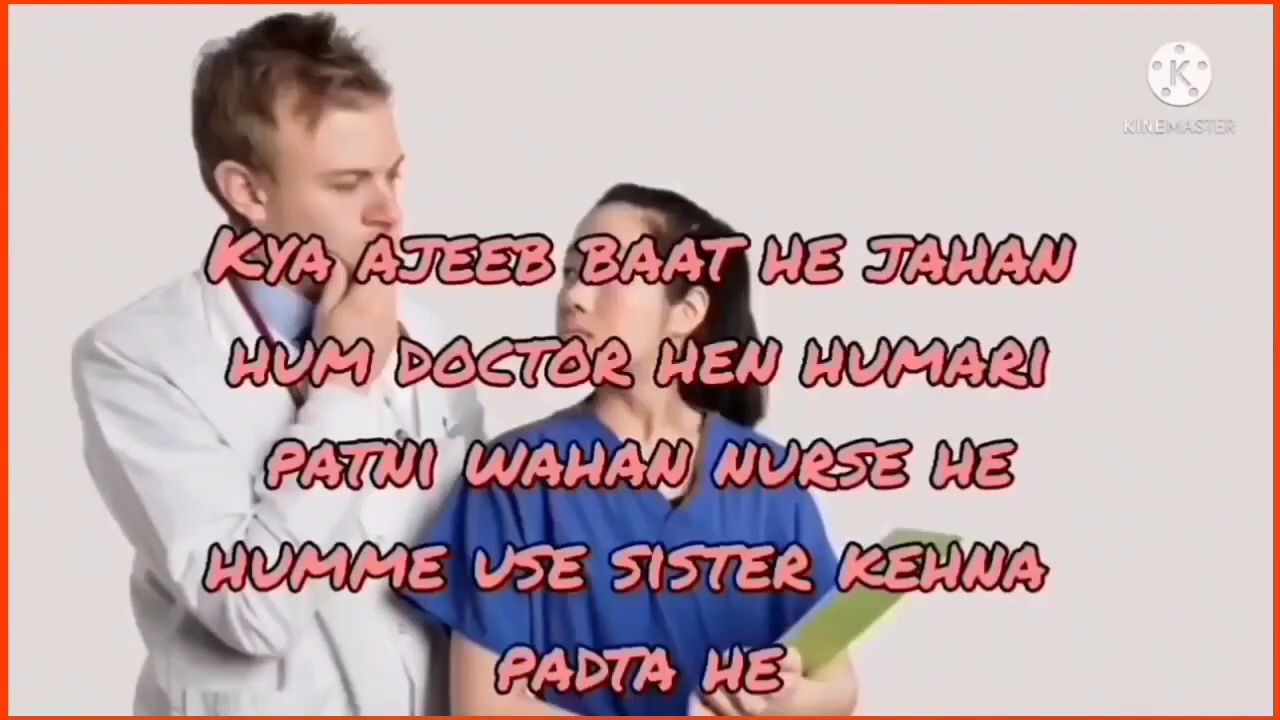 KINEMASTER
KYA AJEEB BAAT HE JAHAN
HUM DOCTOR HEN HUMARI
PATNI WAHAN NURSE HE
HUMME USE SISTER KEHNA
PADTA HE